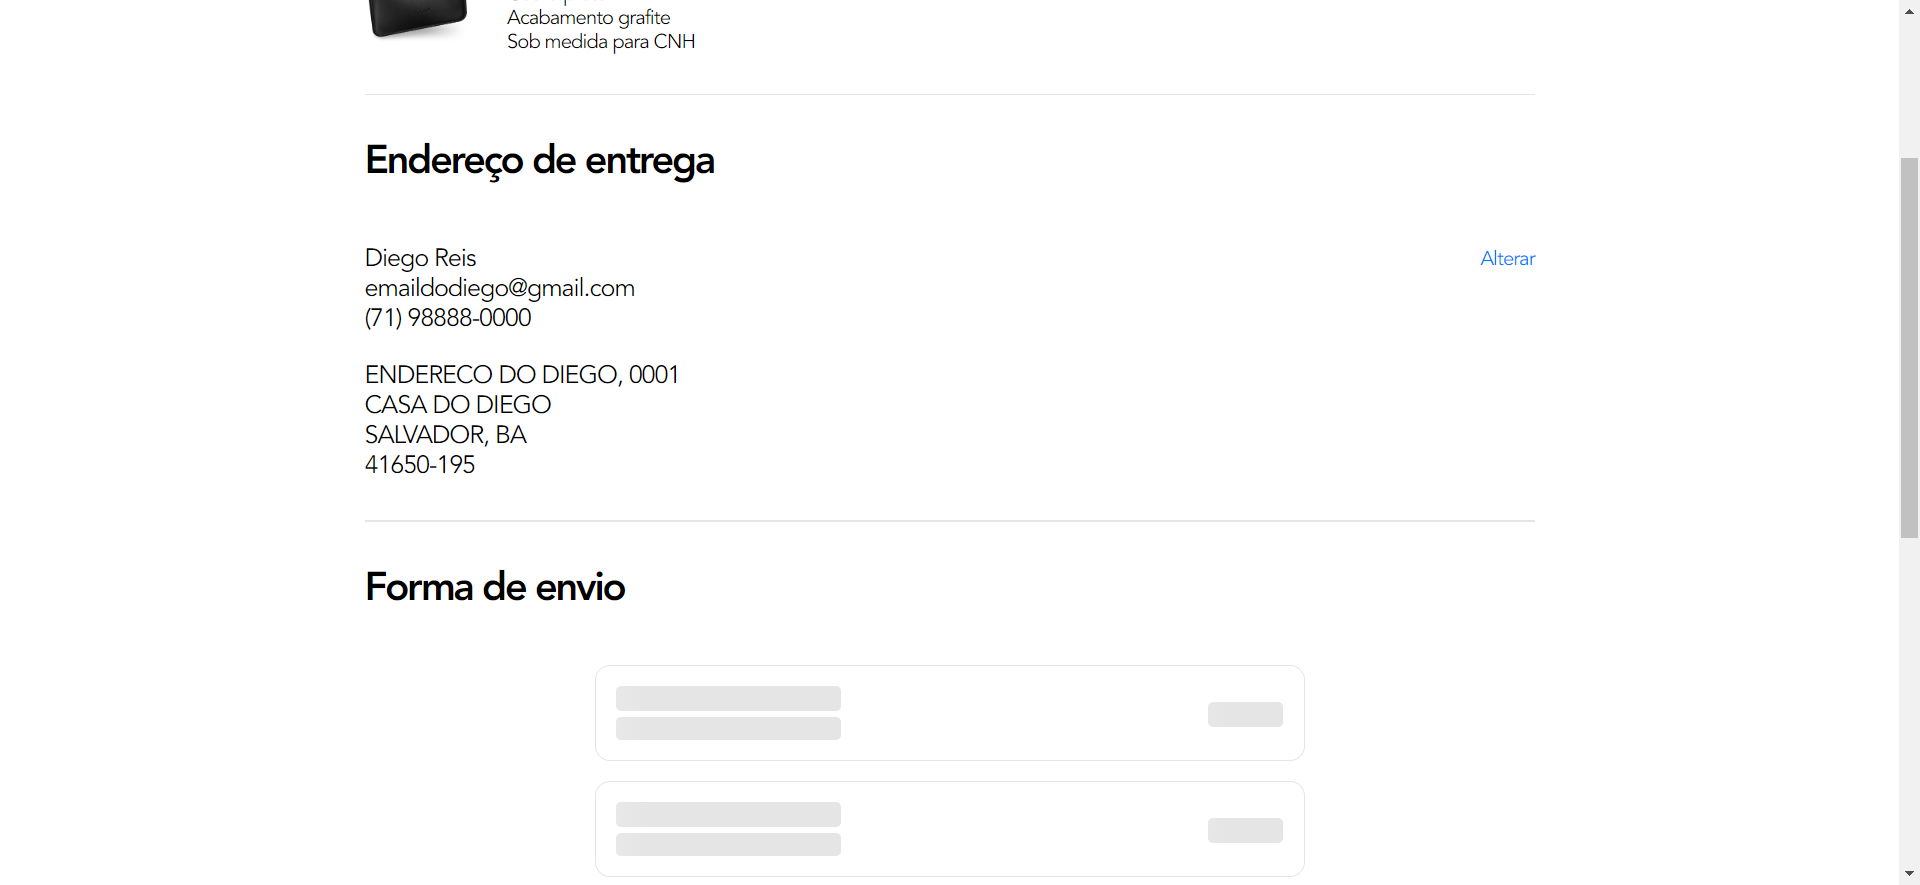 Acabamento grafite
Sob medida para CNH
Endereço de entrega
Diego Reis
Alterar
emaildodiego@gmail.com
(71) 98888-0000
ENDERECO DO DIEGO, 0001
CASA DO DIEGO
SALVADOR, BA
41650-195
Forma de envio